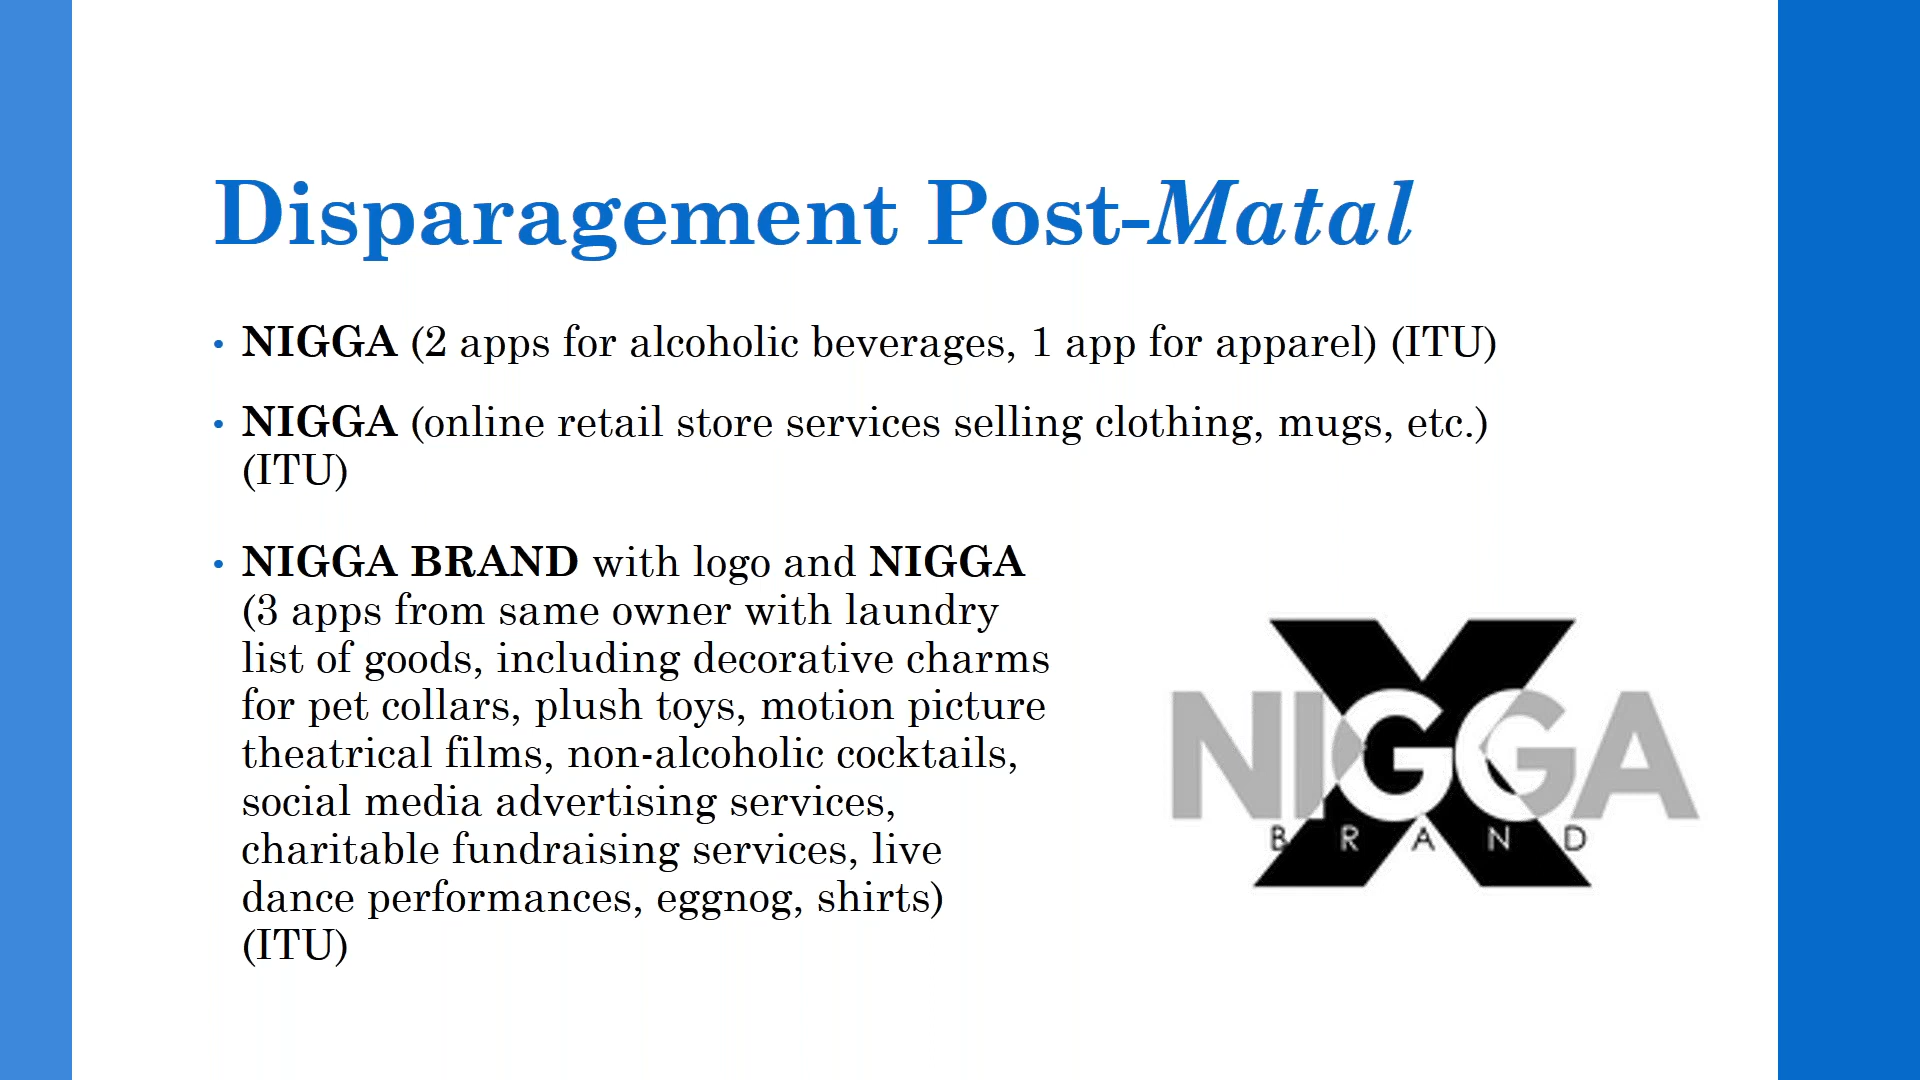 Disparagement Post-Matal
• NIGGA (2 apps for alcoholic beverages, 1 app for apparel) (ITU)
• NIGGA (online retail store services selling clothing, mugs, etc.)
(ITU)
• NIGGA BRAND with logo and NIGGA
(3 apps from same owner with laundry
list of goods, including decorative charms
for pet collars, plush toys, motion picture
theatrical films, non-alcoholic cocktails,
social media advertising services,
charitable fundraising services, live
dance performances, eggnog, shirts)
(ITU)
X
NIGGA
BRAND